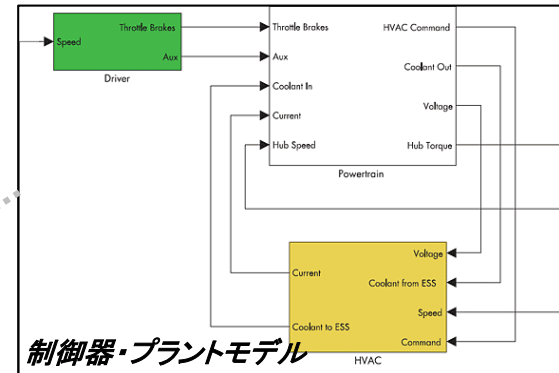 Throttle Brakes
Speed
Aux
Driver
Throttle Brakes
HVAC Command
Aux
Coolant Out
Coolant In
Voltage
Current
Hub Speed
Hub Torque
Powertrain
Voltage
Current
Coolant from ESS
Speed
Coolant to ESS
Command
HVAC
制御器・プラントモデル